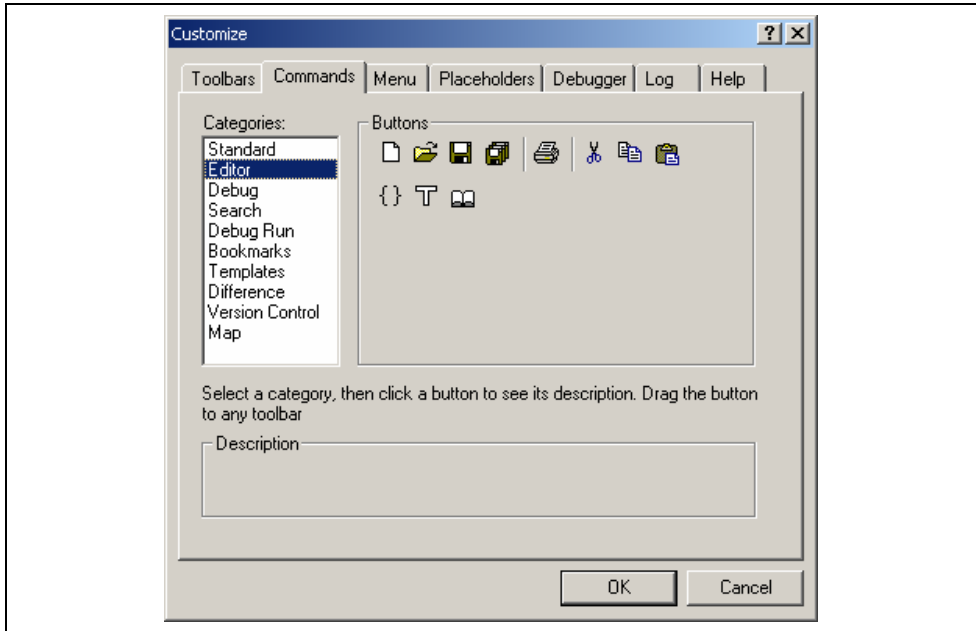 Customize
Toolbars Commands Menu Placeholders Debugger Log Help
Categories:
Standard
Editor
Debug
Search
Debug Run
Bookmarks
Templates
Difference
Version Control
Map
Buttons
{} T
Select a category, then click a button to see its description. Drag the button
to any toolbar
Description
OK Cancel